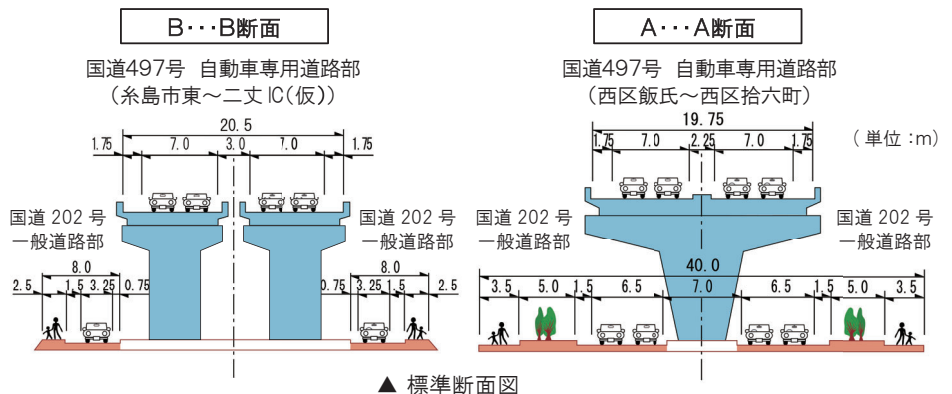 B･･･B断面
国道497号 自動車専用道路部
(糸島市東～二丈IC(仮))
20.5
1.75 7.0 3.0 7.0 1.75
国道202号
一般道路部
国道202号
一般道路部
8.0
8.0
2.5 1.5 3.25 0.75
0.75 3.25 1.5 2.5
A･･･A断面
国道497号 自動車専用道路部
(西区飯氏～西区拾六町)
(単位:m)
19.75
1.75 7.0 2.25 7.0 1.75
国道202号
一般道路部
国道202号
一般道路部
40.0
3.5 5.0 1.5 6.5 7.0 6.5 1.5 5.0 3.5
▲ 標準断面図